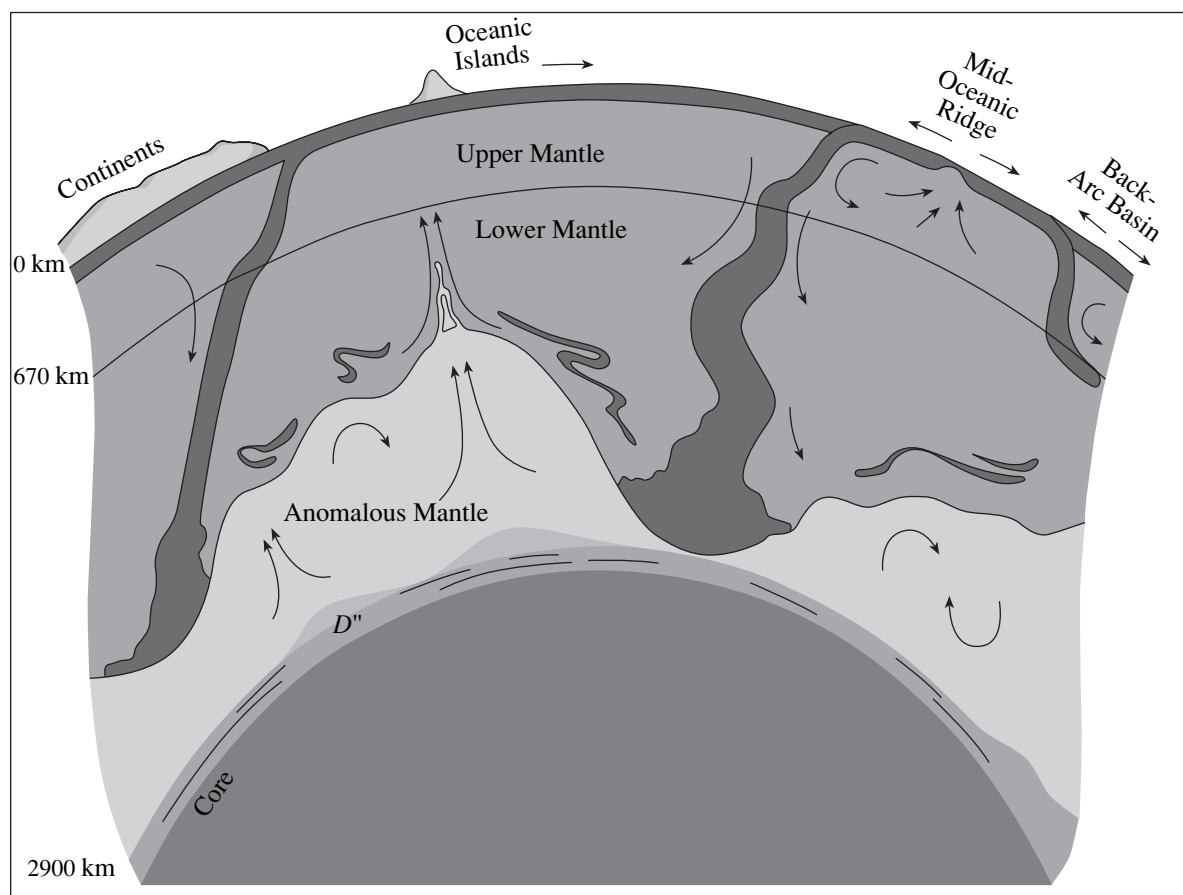 Oceanic
Islands
Mid-
Oceanic
Ridge
Continents
Back-
Arc Basin
Upper Mantle
Lower Mantle
0 km
670 km
Anomalous Mantle
D"
Core
2900 km